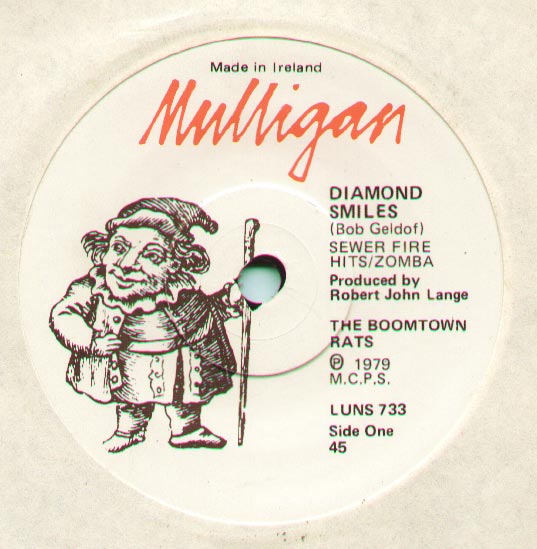 Made in Ireland
Mulligan
DIAMOND
SMILES
(Bob Geldof)
SEWER FIRE
HITS/ZOMBA
Produced by
Robert John Lange
THE BOOMTOWN
RATS
℗ 1979
M.C.P.S.
LUNS 733
Side One
45